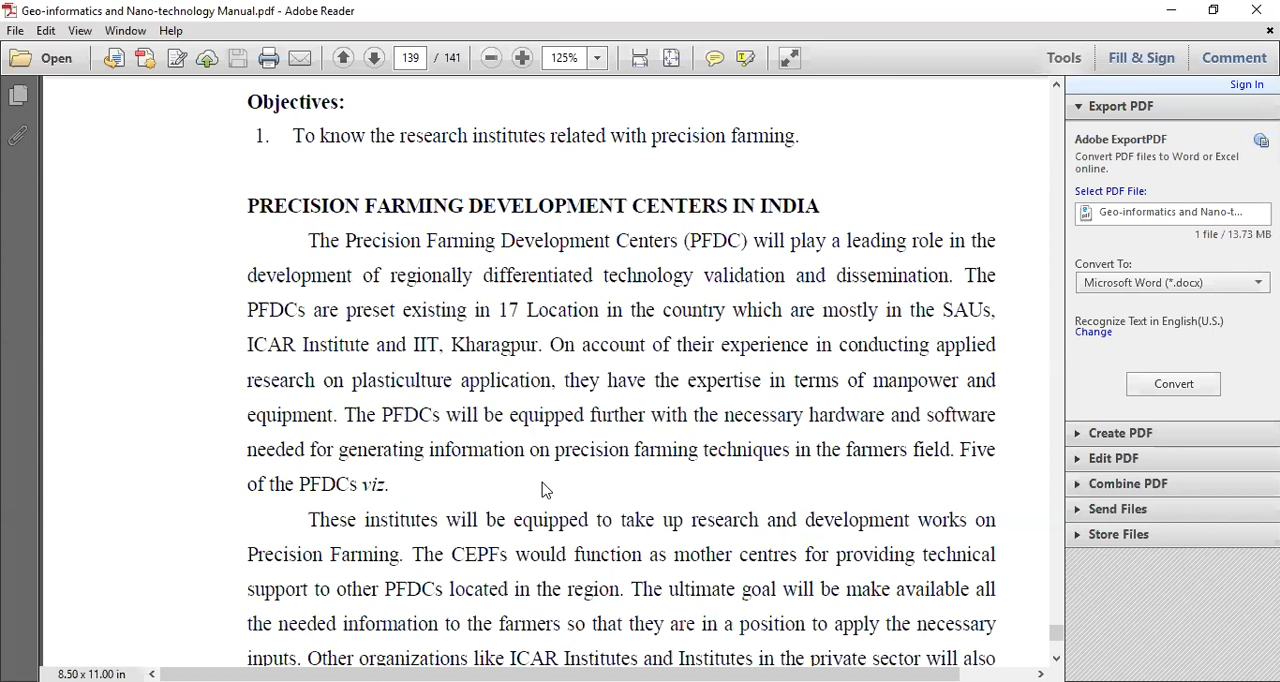 Geo-informatics and Nano-technology Manual.pdf - Adobe Reader
File Edit View Window Help
Open 139 / 141 125% Tools Fill & Sign Comment
Sign In
Export PDF
Adobe ExportPDF
Convert PDF files to Word or Excel
online.
Select PDF File:
Geo-informatics and Nano-t...
1 file / 13.73 MB
Convert To:
Microsoft Word (*.docx)
Recognize Text in English(U.S.)
Change
Convert
Create PDF
Edit PDF
Combine PDF
Send Files
Store Files
Objectives:
1. To know the research institutes related with precision farming.
PRECISION FARMING DEVELOPMENT CENTERS IN INDIA
The Precision Farming Development Centers (PFDC) will play a leading role in the
development of regionally differentiated technology validation and dissemination. The
PFDCs are preset existing in 17 Location in the country which are mostly in the SAUs,
ICAR Institute and IIT, Kharagpur. On account of their experience in conducting applied
research on plasticulture application, they have the expertise in terms of manpower and
equipment. The PFDCs will be equipped further with the necessary hardware and software
needed for generating information on precision farming techniques in the farmers field. Five
of the PFDCs viz.
These institutes will be equipped to take up research and development works on
Precision Farming. The CEPFs would function as mother centres for providing technical
support to other PFDCs located in the region. The ultimate goal will be make available all
the needed information to the farmers so that they are in a position to apply the necessary
inputs. Other organizations like ICAR Institutes and Institutes in the private sector will also
8.50 x 11.00 in